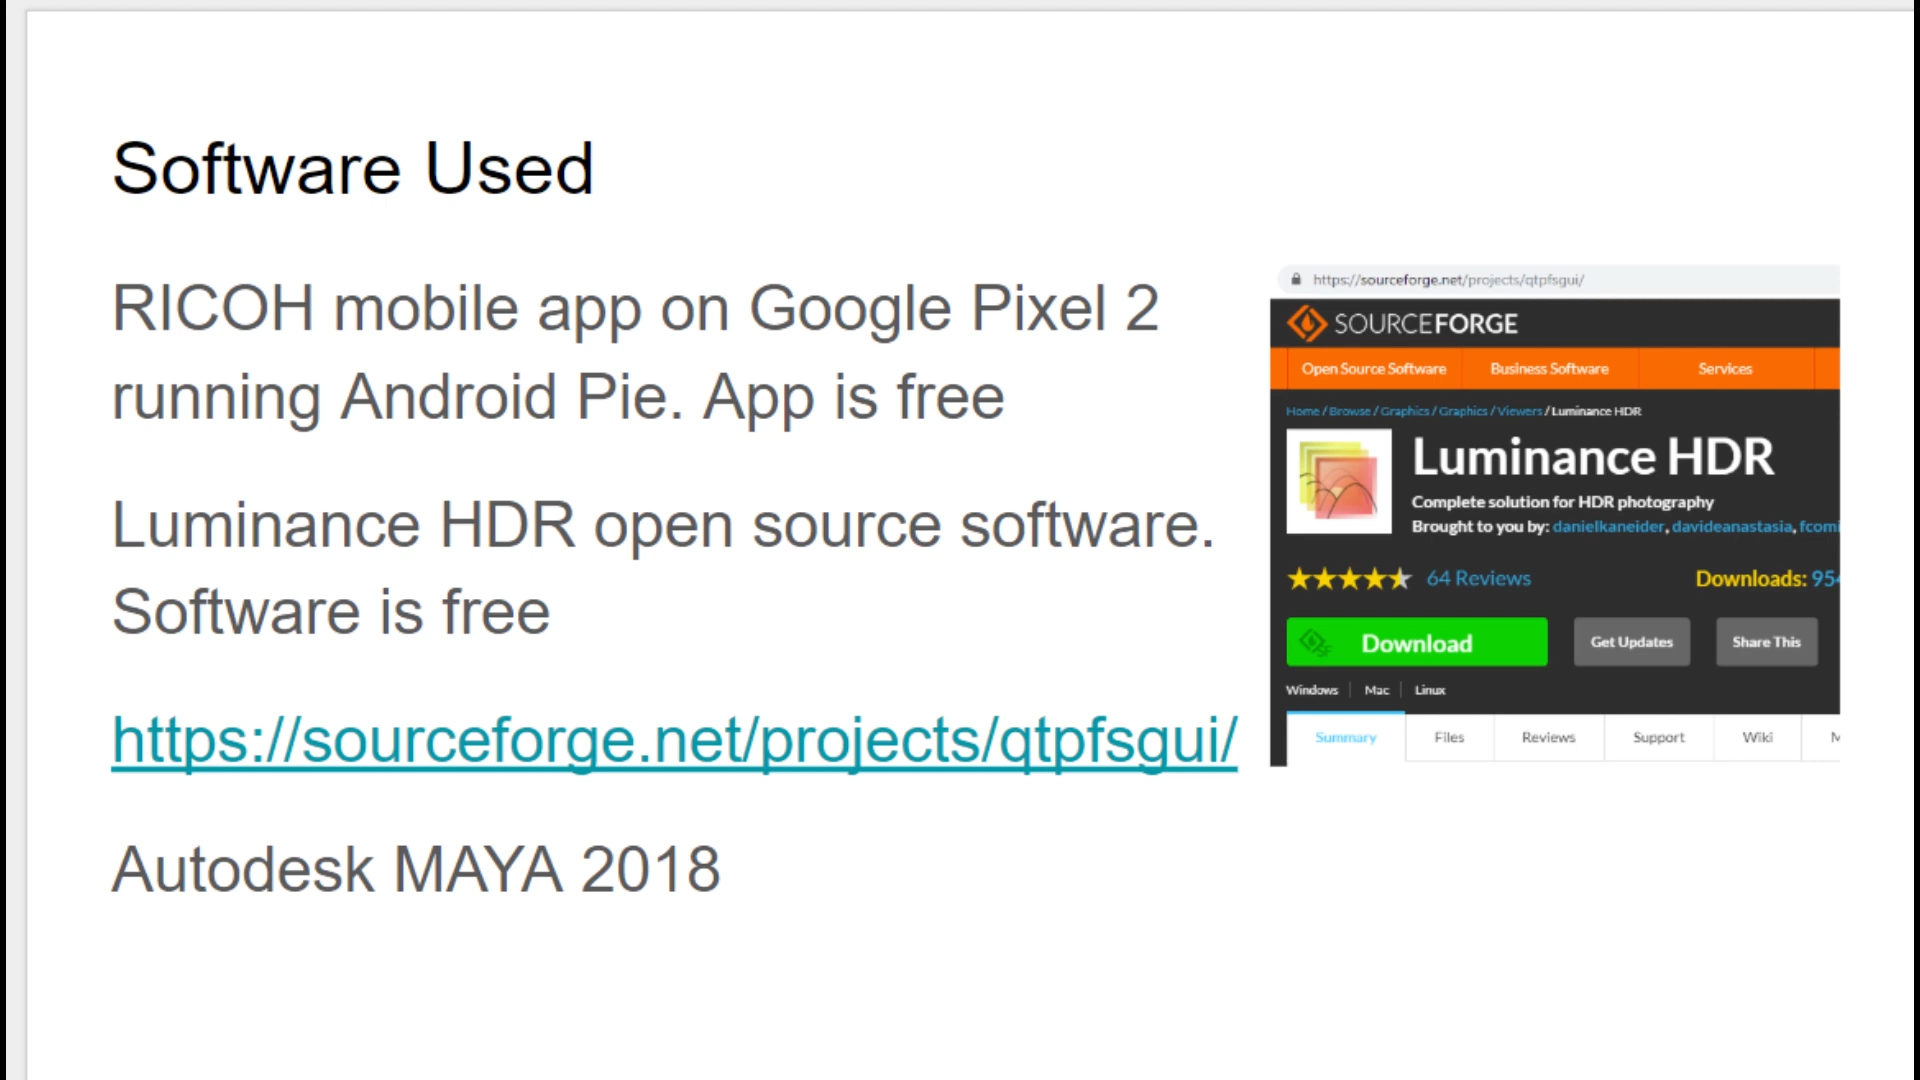 Software Used
RICOH mobile app on Google Pixel 2
running Android Pie. App is free
Luminance HDR open source software.
Software is free
https://sourceforge.net/projects/qtpfsgui/
Autodesk MAYA 2018
https://sourceforge.net/projects/qtpfsgui/
SOURCEFORGE
Open Source Software Business Software Services
Home / Browse / Graphics / Graphics / Viewers / Luminance HDR
Luminance HDR
Complete solution for HDR photography
Brought to you by: danielkaneider, davideanastasia, fcomi
64 Reviews Downloads: 954
Download Get Updates Share This
Windows Mac Linux
Summary Files Reviews Support Wiki